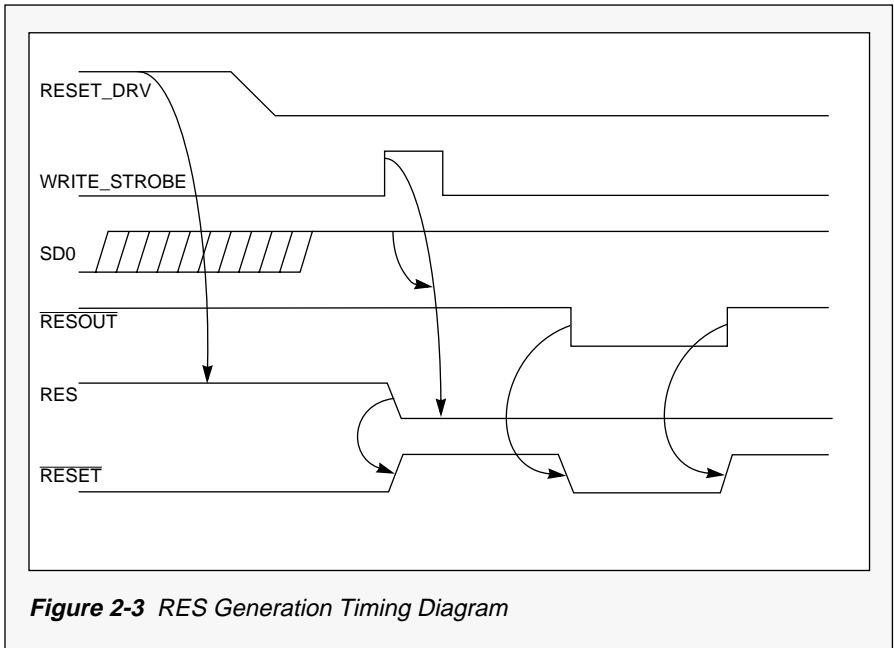 RESET_DRV
WRITE_STROBE
SD0
RESOUT
RES
RESET
Figure 2-3 RES Generation Timing Diagram